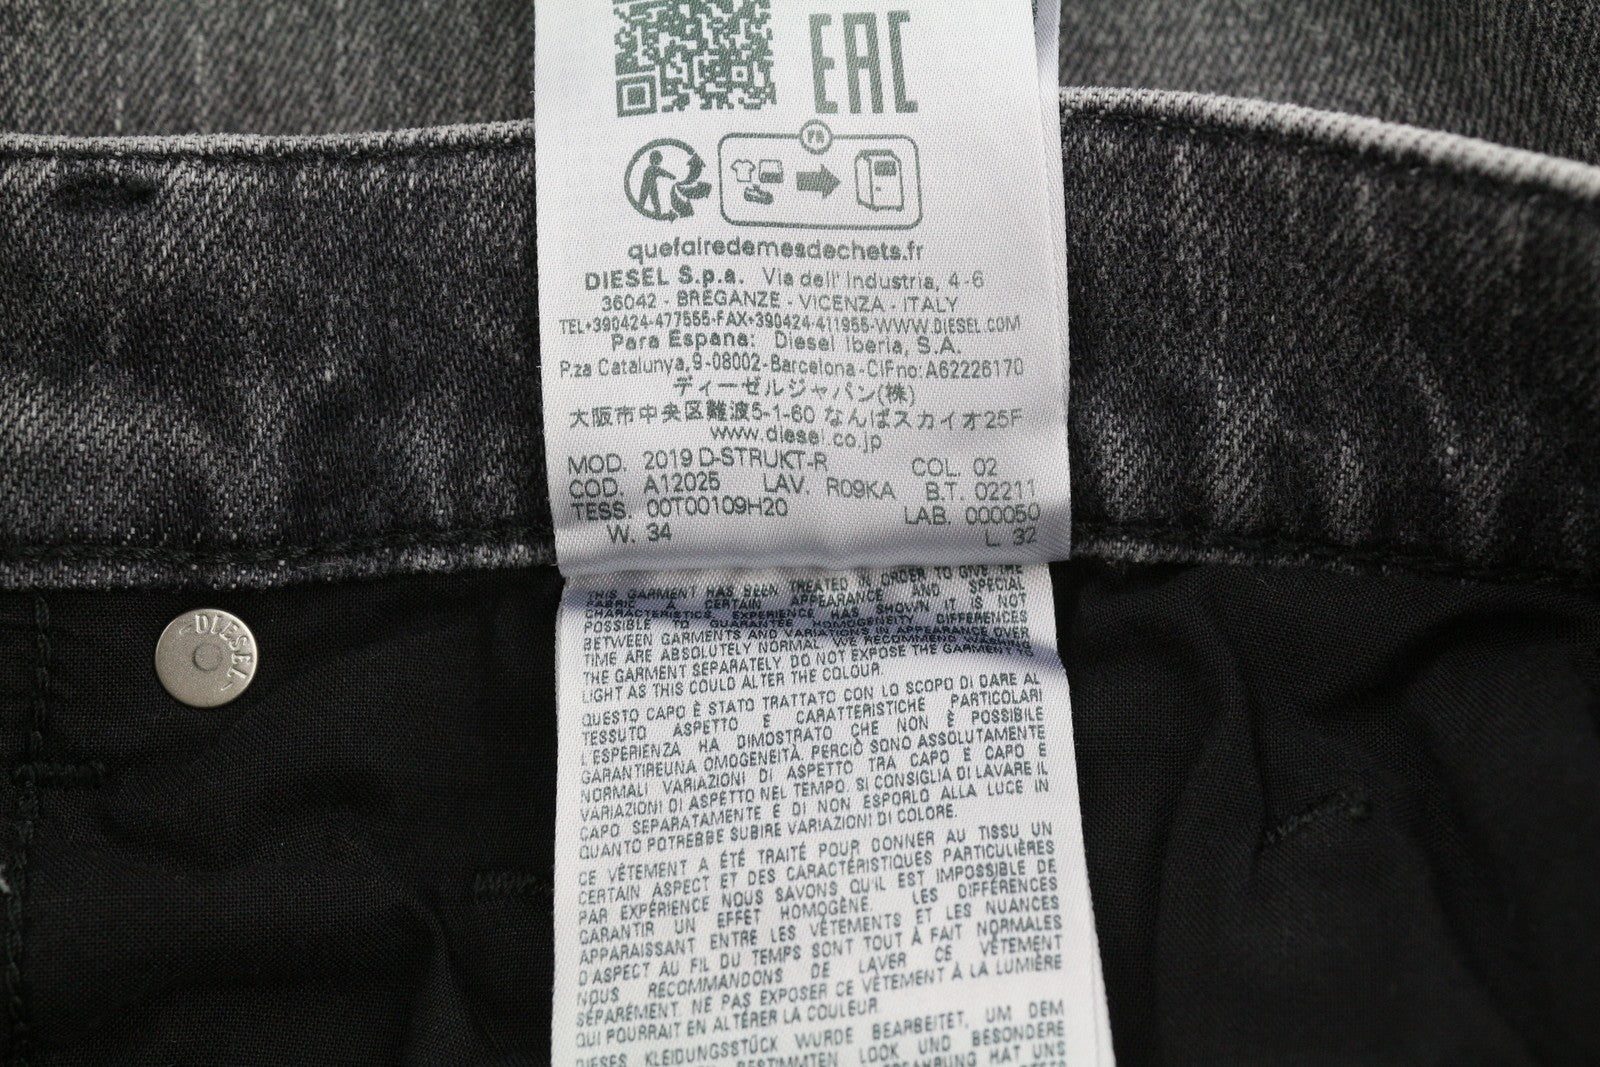 EAC
rs
quefairedemesdechets.fr
DIESEL S.p.a. Via dell' Industria, 4-6
36042 - BREGANZE - VICENZA - ITALY
TEL+390424-477555-FAX+390424-411955-WWW.DIESEL.COM
Para Espana: Diesel Iberia, S.A.
P.za Catalunya,9-08002-Barcelona-CIFno:A62226170
ディーゼルジャパン(株)
大阪市中央区難波5-1-60 なんばスカイオ25F
www.diesel.co.jp
MOD. 2019 D-STRUKT-R COL. 02
COD. A12025 LAV. R09KA B.T. 02211
TESS. 00T00109H20 LAB. 000050
W. 34 L. 32
THIS GARMENT HAS BEEN TREATED IN ORDER TO GIVE THE
FABRIC A CERTAIN APPEARANCE AND SPECIAL
CHARACTERISTICS. EXPERIENCE HAS SHOWN IT IS NOT
POSSIBLE TO GUARANTEE HOMOGENEITY. DIFFERENCES
BETWEEN GARMENTS AND VARIATIONS IN APPEARANCE OVER
TIME ARE ABSOLUTELY NORMAL. WE RECOMMEND WASHING
THE GARMENT SEPARATELY. DO NOT EXPOSE THE GARMENT TO
LIGHT AS THIS COULD ALTER THE COLOUR.
QUESTO CAPO È STATO TRATTATO CON LO SCOPO DI DARE AL
TESSUTO ASPETTO E CARATTERISTICHE PARTICOLARI
L'ESPERIENZA HA DIMOSTRATO CHE NON È POSSIBILE
GARANTIREUNA OMOGENEITÀ, PERCIÒ SONO ASSOLUTAMENTE
NORMALI VARIAZIONI DI ASPETTO TRA CAPO E CAPO E
VARIAZIONI DI ASPETTO NEL TEMPO. SI CONSIGLIA DI LAVARE IL
CAPO SEPARATAMENTE E DI NON ESPORLO ALLA LUCE IN
QUANTO POTREBBE SUBIRE VARIAZIONI DI COLORE.
CE VÊTEMENT A ÉTÉ TRAITÉ POUR DONNER AU TISSU UN
CERTAIN ASPECT ET DES CARACTÉRISTIQUES PARTICULIÈRES
PAR EXPÉRIENCE NOUS SAVONS QU'IL EST IMPOSSIBLE DE
GARANTIR UN EFFET HOMOGÈNE. LES DIFFÉRENCES
APPARAISSANT ENTRE LES VÊTEMENTS ET LES NUANCES
D'ASPECT AU FIL DU TEMPS SONT TOUT À FAIT NORMALES
NOUS RECOMMANDONS DE LAVER CE VÊTEMENT
SÉPARÉMENT. NE PAS EXPOSER CE VÊTEMENT À LA LUMIÈRE
QUI POURRAIT EN ALTÉRER LA COULEUR
DIESES KLEIDUNGSSTÜCK WURDE BEARBEITET, UM DEM
BESTIMMTEN LOOK UND BESONDERE
HAT UNS
DIESEL